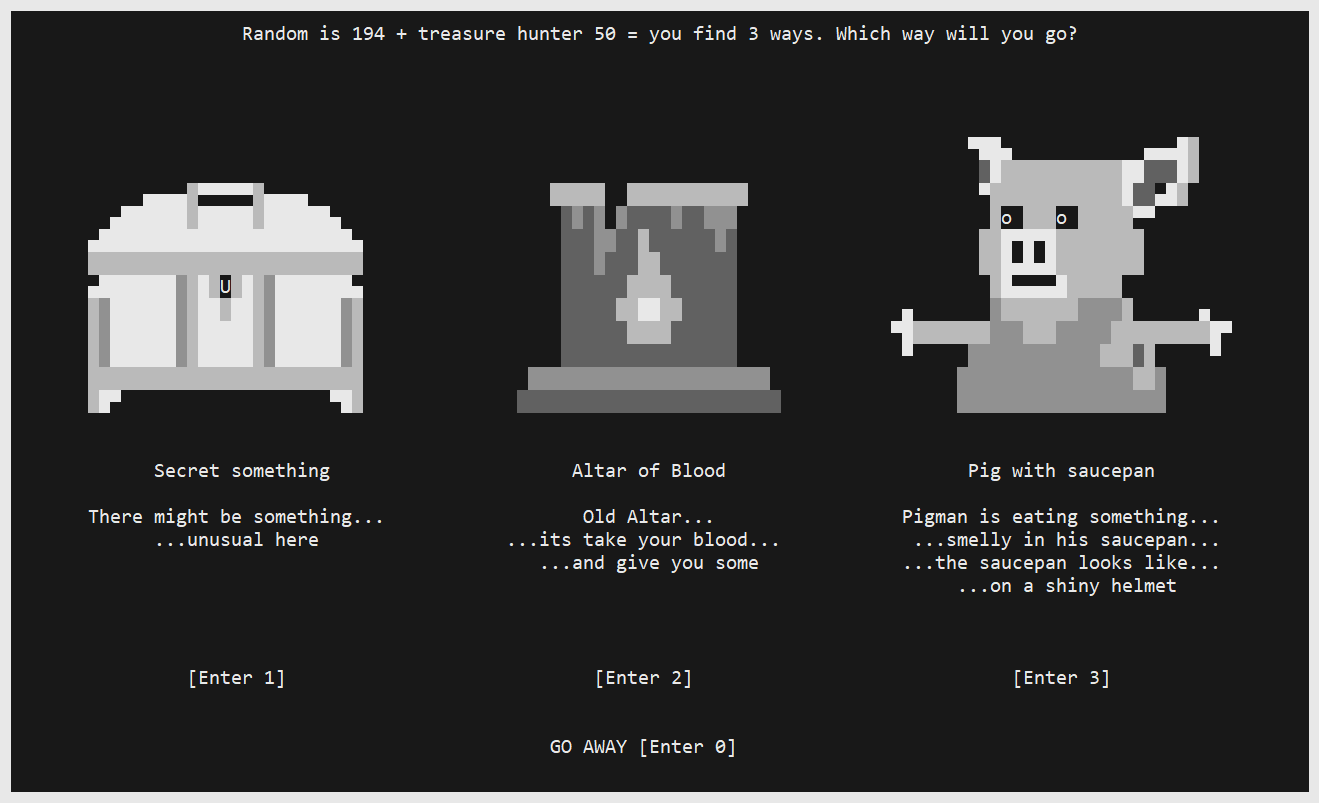 Random is 194 + treasure hunter 50 = you find 3 ways. Which way will you go?
U
o o
Secret something
There might be something...
...unusual here
[Enter 1]
Altar of Blood
Old Altar...
...its take your blood...
...and give you some
[Enter 2]
Pig with saucepan
Pigman is eating something...
...smelly in his saucepan...
...the saucepan looks like...
...on a shiny helmet
[Enter 3]
GO AWAY [Enter 0]